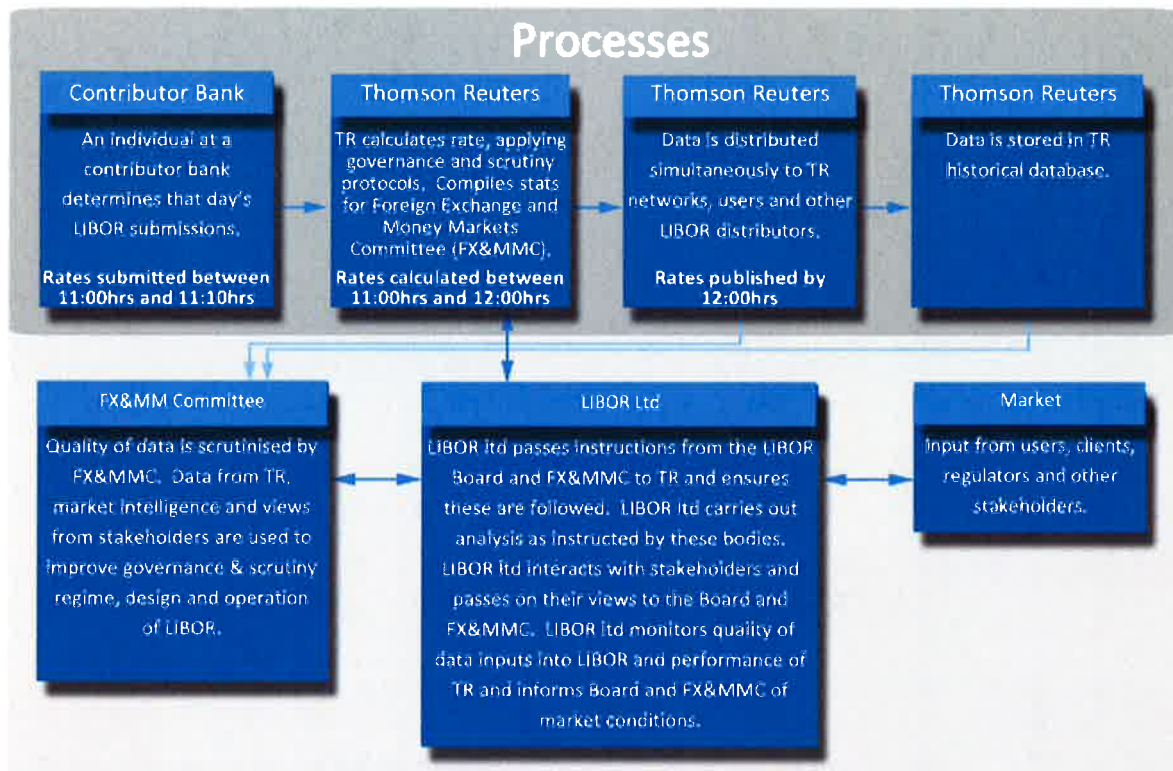 Processes
Contributor Bank
An individual at a
contributor bank
determines that day's
LIBOR submissions.
Rates submitted between
11:00hrs and 11:10hrs
Thomson Reuters
TR calculates rate, applying
governance and scrutiny
protocols. Compiles stats
for Foreign Exchange and
Money Markets
Committee (FX&MMC).
Rates calculated between
11:00hrs and 12:00hrs
Thomson Reuters
Data is distributed
simultaneously to TR
networks, users and other
LIBOR distributors.
Rates published by
12:00hrs
Thomson Reuters
Data is stored in TR
historical database.
FX&MM Committee
Quality of data is scrutinised by
FX&MMC. Data from TR,
market intelligence and views
from stakeholders are used to
improve governance & scrutiny
regime, design and operation
of LIBOR.
LIBOR Ltd
LIBOR ltd passes instructions from the LIBOR
Board and FX&MMC to TR and ensures
these are followed. LIBOR ltd carries out
analysis as instructed by these bodies.
LIBOR ltd interacts with stakeholders and
passes on their views to the Board and
FX&MMC. LIBOR ltd monitors quality of
data inputs into LIBOR and performance of
TR and informs Board and FX&MMC of
market conditions.
Market
Input from users, clients,
regulators and other
stakeholders.